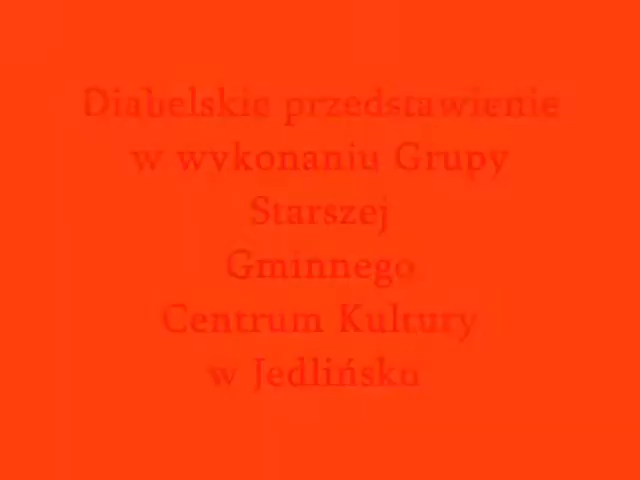 Diabelskie przedstawienie
w wykonaniu Grupy
Starszej
Gminnego
Centrum Kultury
w Jedlińsku